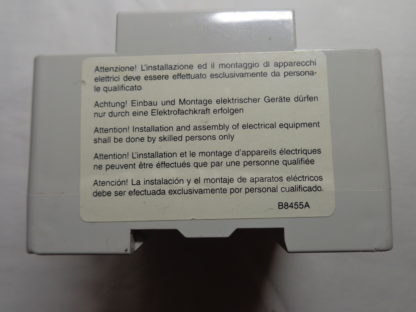 Attenzione! L'installazione ed il montaggio di apparecchi
elettrici deve essere effettuato esclusivamente da persona-
le qualificato
Achtung! Einbau und Montage elektrischer Geräte dürfen
nur durch eine Elektrofachkraft erfolgen
Attention! Installation and assembly of electrical equipment
shall be done by skilled persons only
Attention! L'installation et le montage d'appareils électriques
ne peuvent être éffectués que par une personne qualifiée
Atención! La instalación y el montaje de aparatos eléctricos
debe ser efectuada exclusivamente por personal cualificado.
B8455A